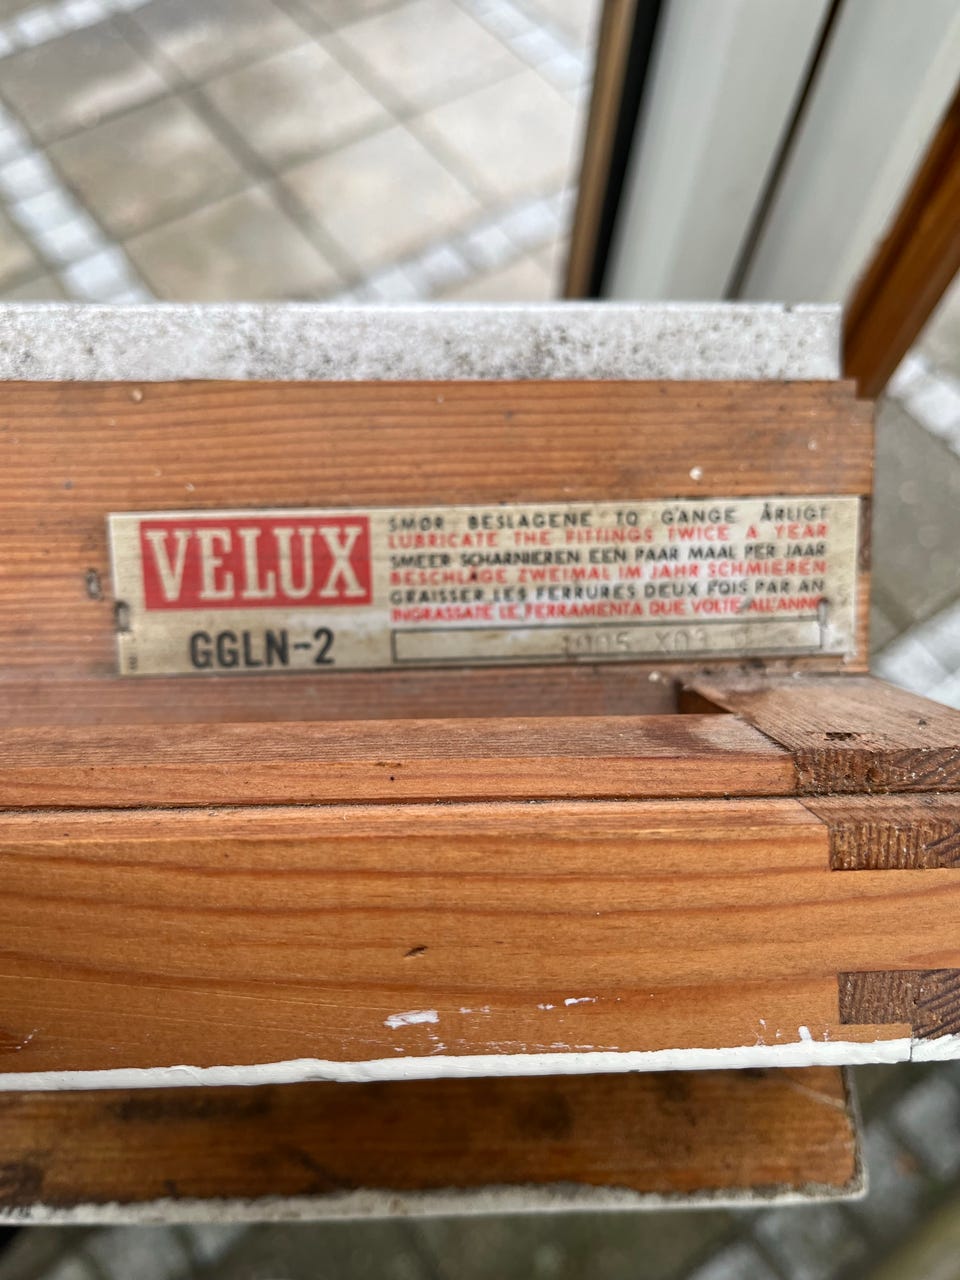 VELUX
GGLN-2
SMØR BESLAGENE TO GANGE ÅRLIGT
LUBRICATE THE FITTINGS TWICE A YEAR
SMEER SCHARNIEREN EEN PAAR MAAL PER JAAR
BESCHLÄGE ZWEIMAL IM JAHR SCHMIEREN
GRAISSER LES FERRURES DEUX FOIS PAR AN
INGRASSATE LE FERRAMENTA DUE VOLTE ALL'ANNO